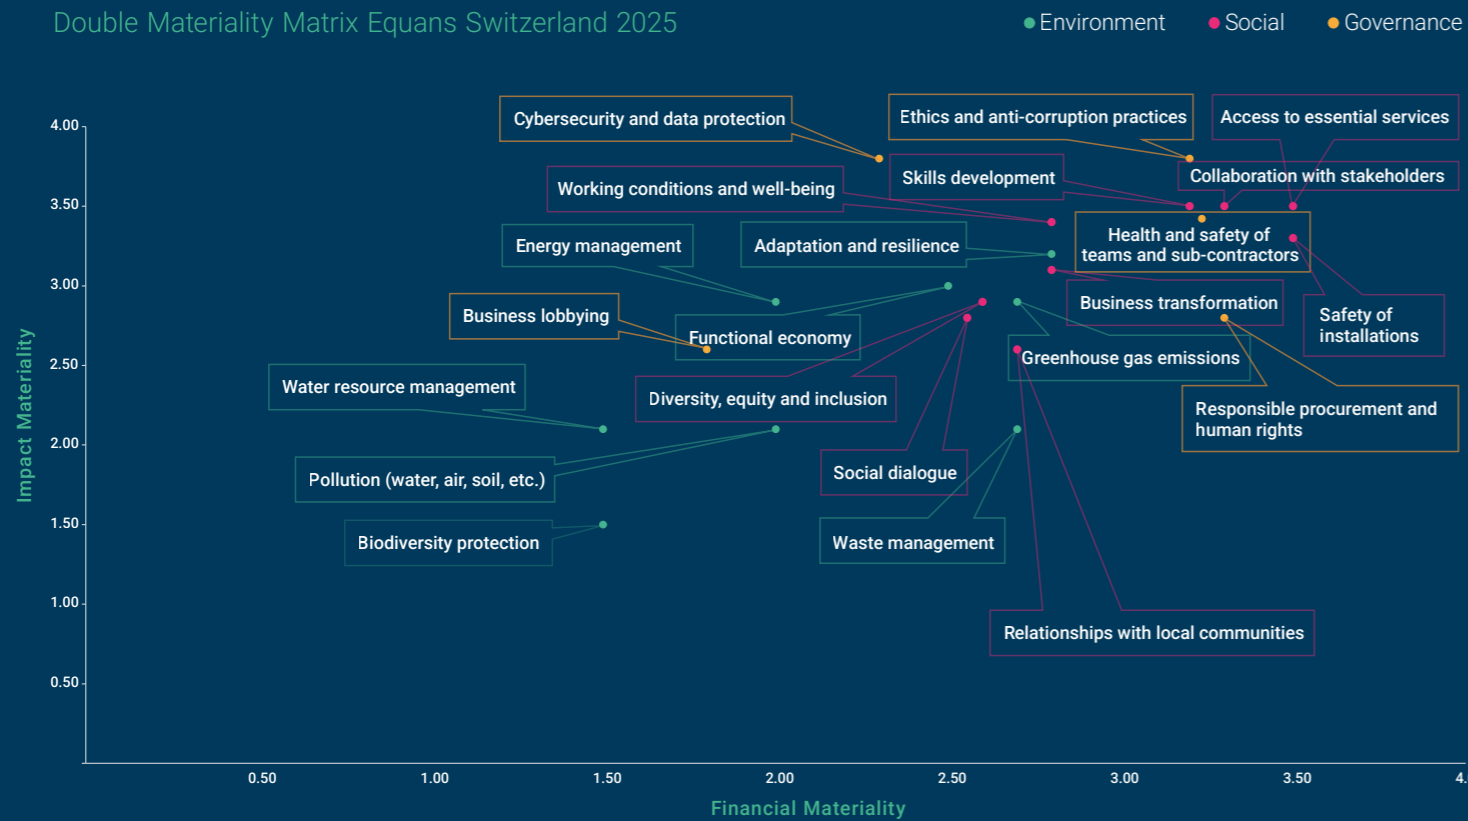 Double Materiality Matrix Equans Switzerland 2025
Environment
Social
Governance
Cybersecurity and data protection
Ethics and anti-corruption practices
Access to essential services
4.00
Working conditions and well-being
Skills development
Collaboration with stakeholders
3.50
Energy management
Adaptation and resilience
Health and safety of
teams and sub-contractors
3.00
Business lobbying
Functional economy
Business transformation
Safety of
installations
Greenhouse gas emissions
2.50
Water resource management
Diversity, equity and inclusion
Responsible procurement and
human rights
2.00
Pollution (water, air, soil, etc.)
Social dialogue
1.50
Biodiversity protection
Waste management
1.00
Relationships with local communities
0.50
Impact Materiality
0.50
1.00
1.50
2.00
2.50
3.00
3.50
4.
Financial Materiality